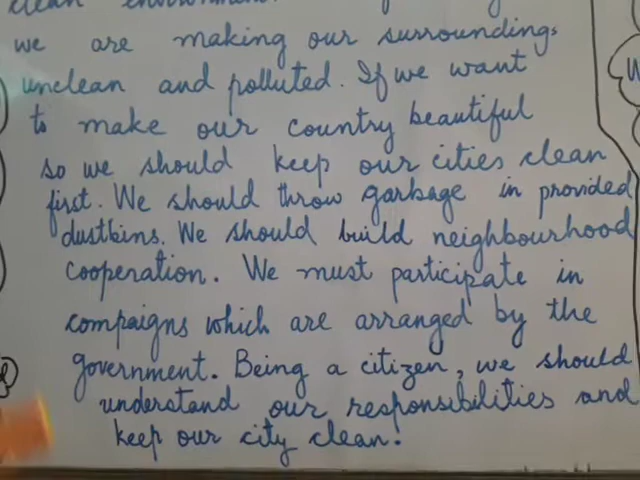 clean environment.
we are making our surroundings
unclean and polluted. If we want
to make our country beautiful
so we should keep our cities clean
first. We should throw garbage in provided
dustbins. We should build neighbourhood
cooperation. We must participate in
compaigns which are arranged by the
government. Being a citizen, we should
understand our responsibilities and
keep our city clean.